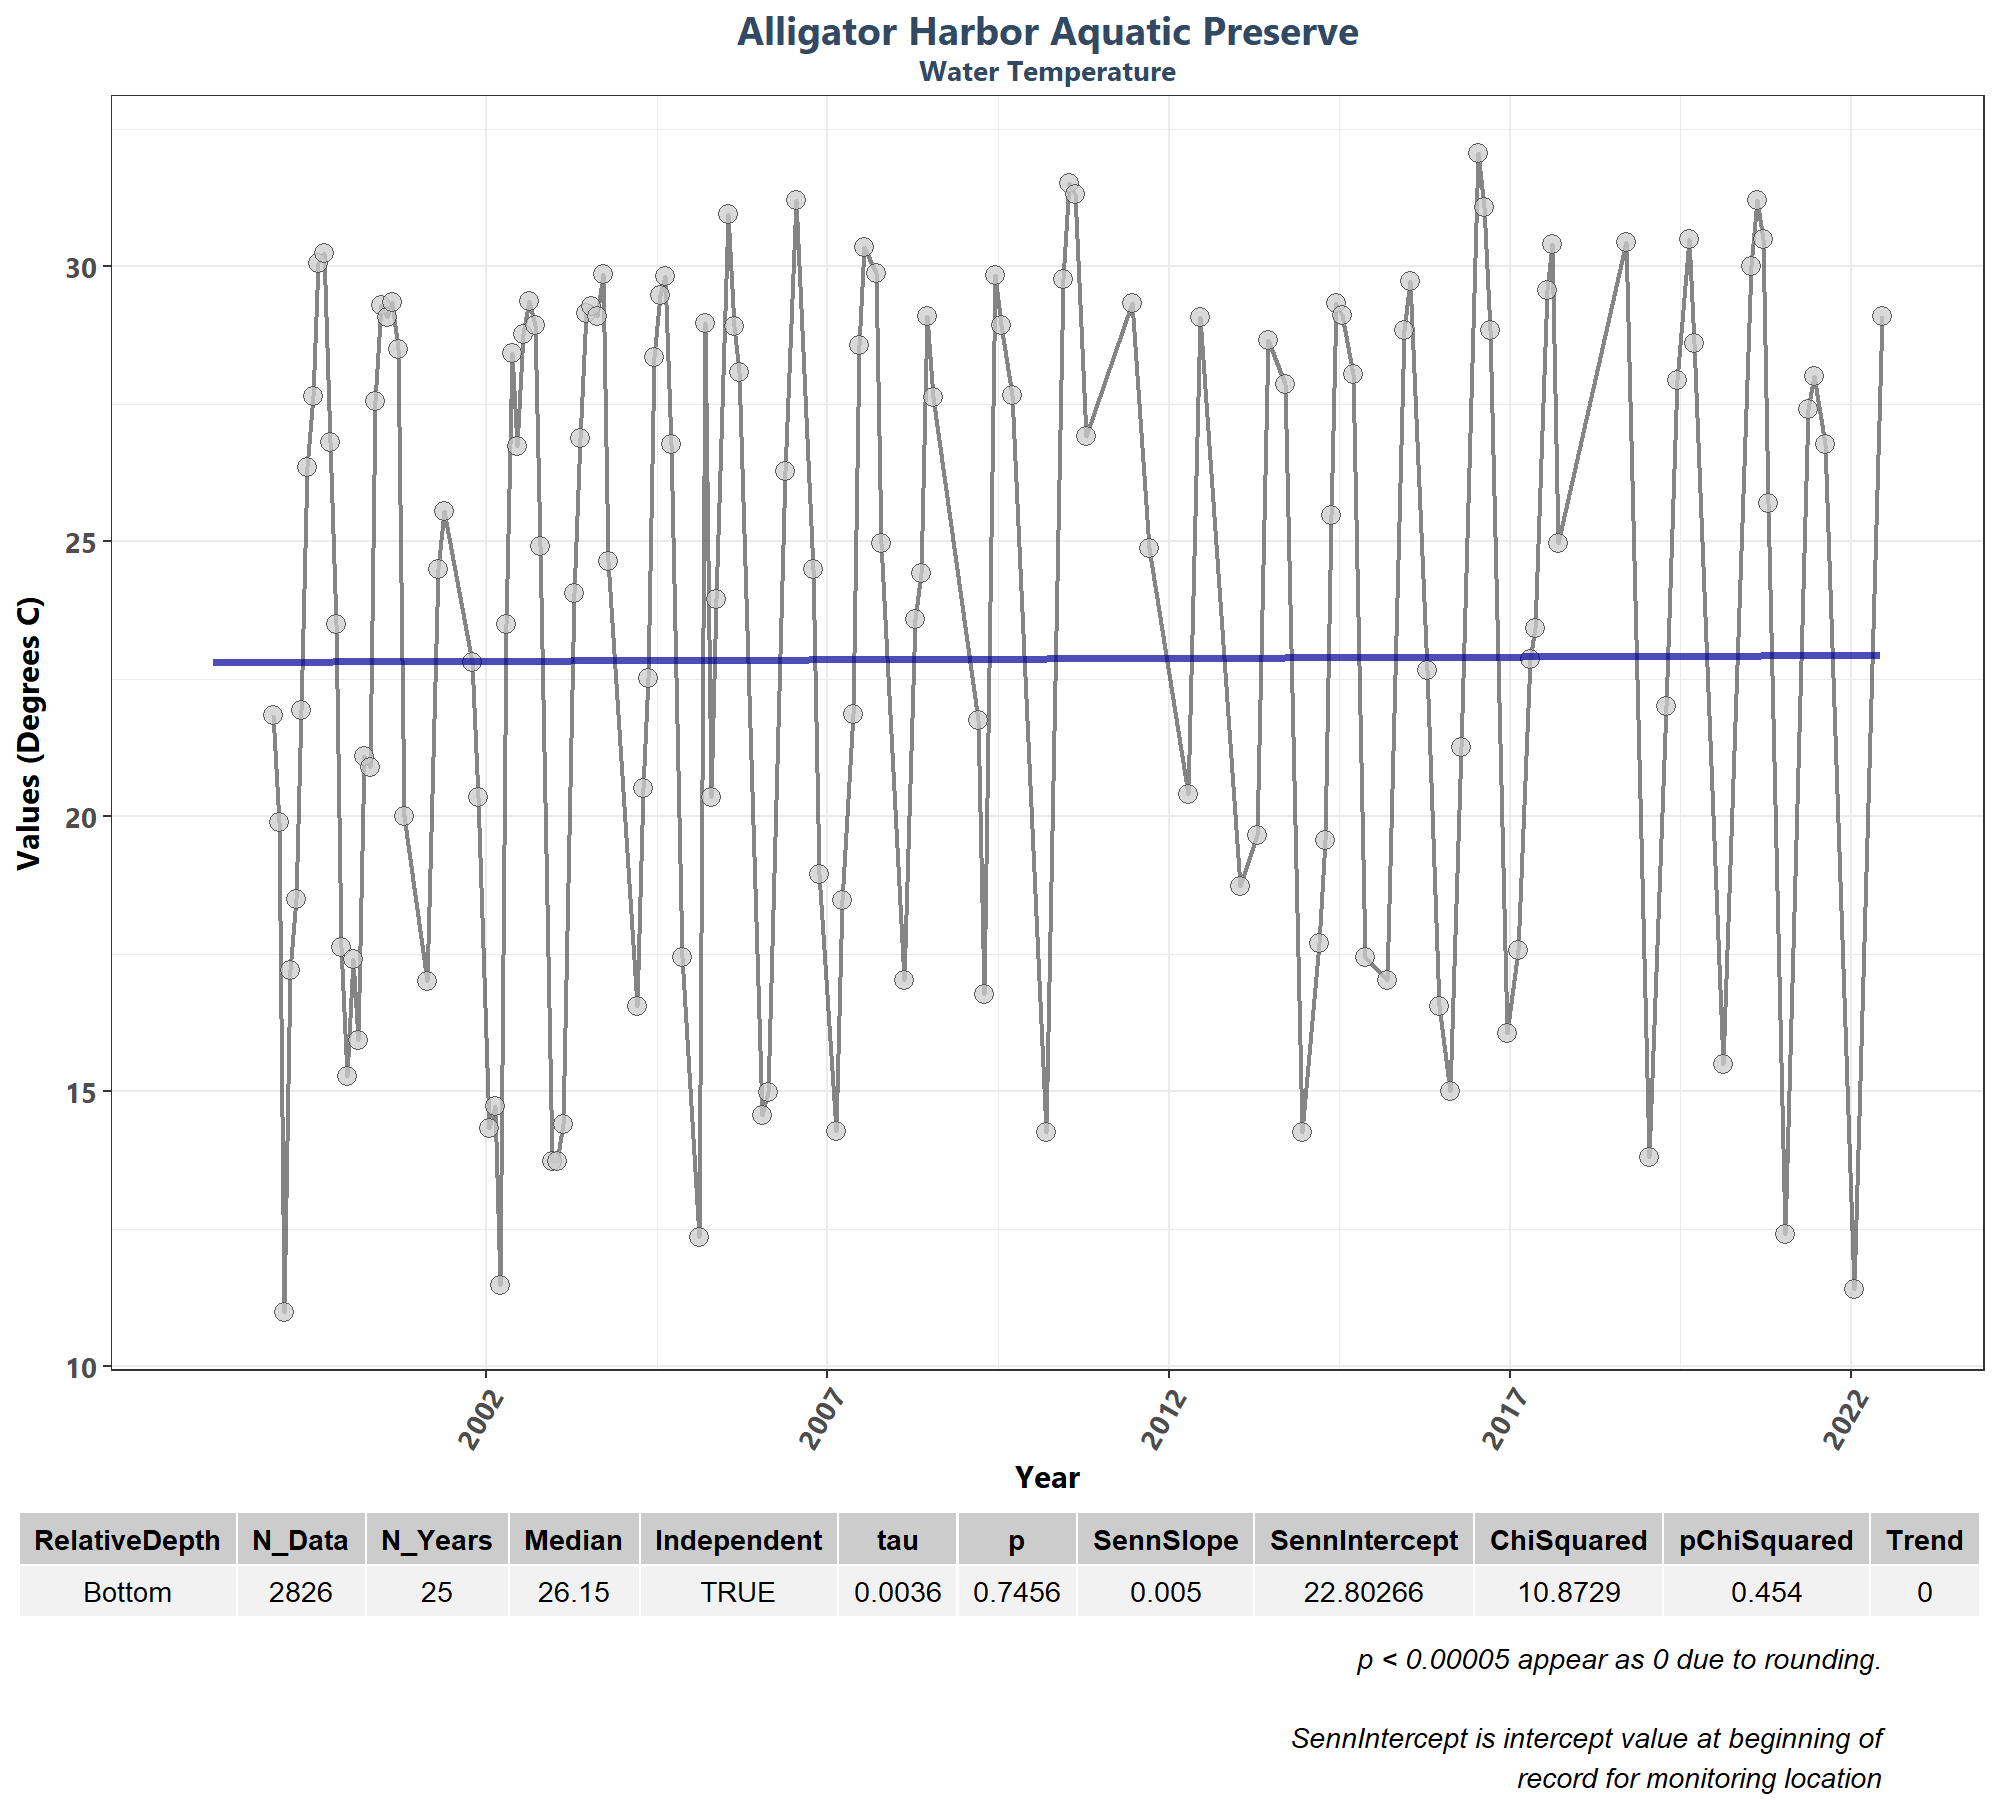 Alligator Harbor Aquatic Preserve
Water Temperature
Values (Degrees C)
30
25
20
15
10
2002 2007 2012 2017 2022
Year
RelativeDepth N_Data N_Years Median Independent tau p SennSlope SennIntercept ChiSquared pChiSquared Trend
Bottom 2826 25 26.15 TRUE 0.0036 0.7456 0.005 22.80266 10.8729 0.454 0
p < 0.00005 appear as 0 due to rounding.
SennIntercept is intercept value at beginning of
record for monitoring location